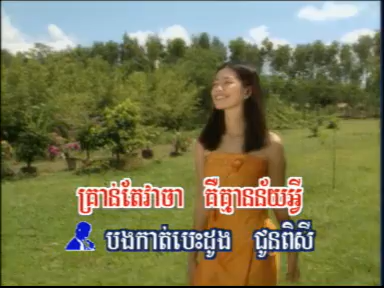 គ្រាន់តែវាចា គឺគ្មានន័យអ្វី
បងកាត់បេះដូង ជូនពិសី